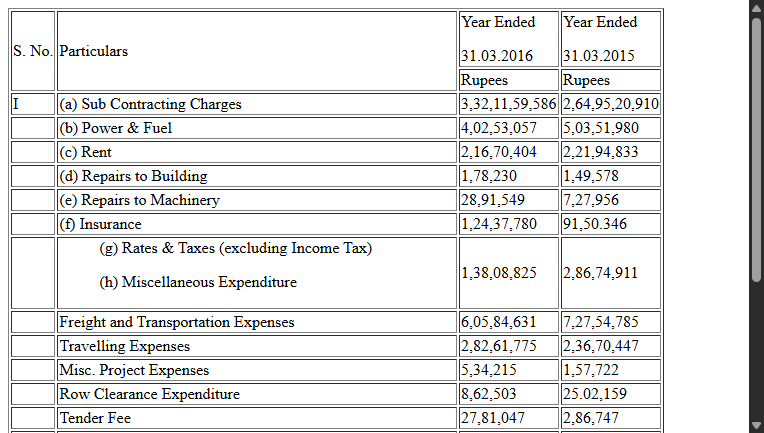 S. No. Particulars Year Ended 31.03.2016 Year Ended 31.03.2015
Rupees Rupees
I (a) Sub Contracting Charges 3,32,11,59,586 2,64,95,20,910
(b) Power & Fuel 4,02,53,057 5,03,51,980
(c) Rent 2,16,70,404 2,21,94,833
(d) Repairs to Building 1,78,230 1,49,578
(e) Repairs to Machinery 28,91,549 7,27,956
(f) Insurance 1,24,37,780 91,50.346
(g) Rates & Taxes (excluding Income Tax)
(h) Miscellaneous Expenditure 1,38,08,825 2,86,74,911
Freight and Transportation Expenses 6,05,84,631 7,27,54,785
Travelling Expenses 2,82,61,775 2,36,70,447
Misc. Project Expenses 5,34,215 1,57,722
Row Clearance Expenditure 8,62,503 25.02,159
Tender Fee 27,81,047 2,86,747